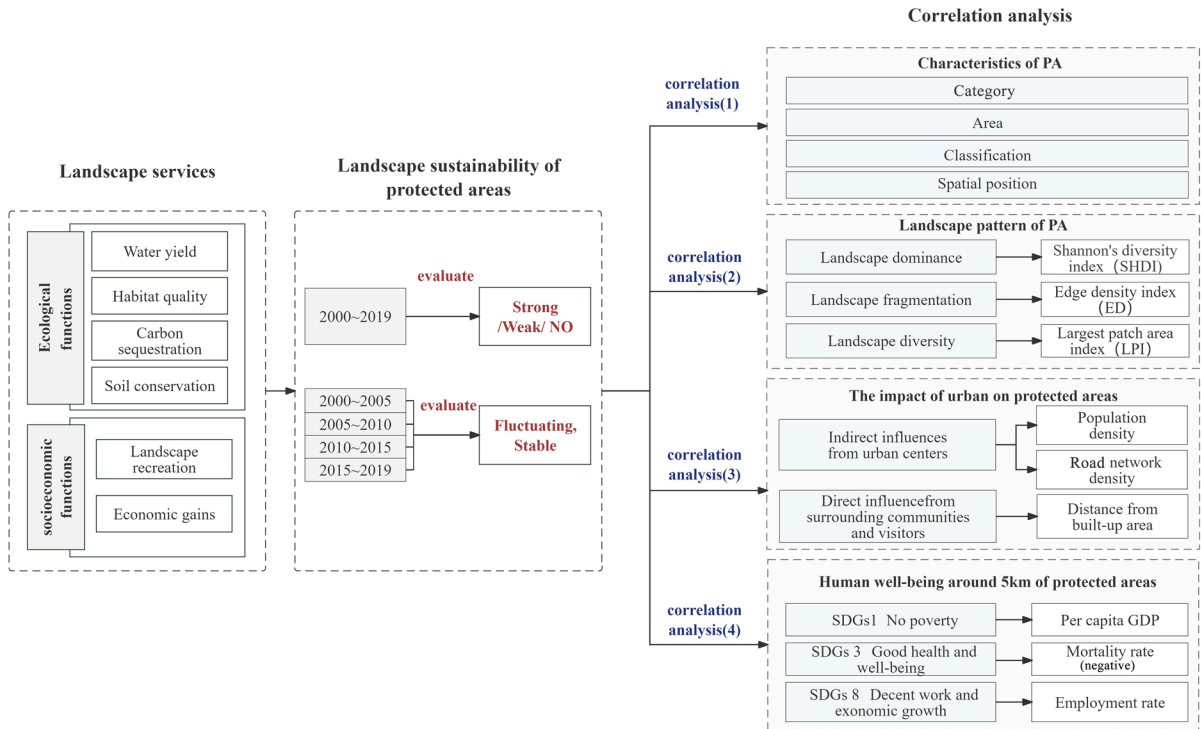 Landscape services
Ecological
functions
Water yield
Habitat quality
Carbon
sequestration
Soil conservation
socioeconomic
functions
Landscape
recreation
Economic gains
Landscape sustainability of
protected areas
2000~2019
evaluate
Strong
/Weak/ NO
2000~2005
2005~2010
2010~2015
2015~2019
evaluate
Fluctuating,
Stable
Correlation analysis
correlation
analysis(1)
Characteristics of PA
Category
Area
Classification
Spatial position
correlation
analysis(2)
Landscape pattern of PA
Landscape dominance
Shannon's diversity
index（SHDI）
Landscape fragmentation
Edge density index
(ED)
Landscape diversity
Largest patch area
index（LPI）
correlation
analysis(3)
The impact of urban on protected areas
Indirect influences
from urban centers
Population
density
Road network
density
Direct influencefrom
surrounding communities
and visitors
Distance from
built-up area
correlation
analysis(4)
Human well-being around 5km of protected areas
SDGs1 No poverty
Per capita GDP
SDGs 3 Good health and
well-being
Mortality rate
(negative)
SDGs 8 Decent work and
exonomic growth
Employment rate